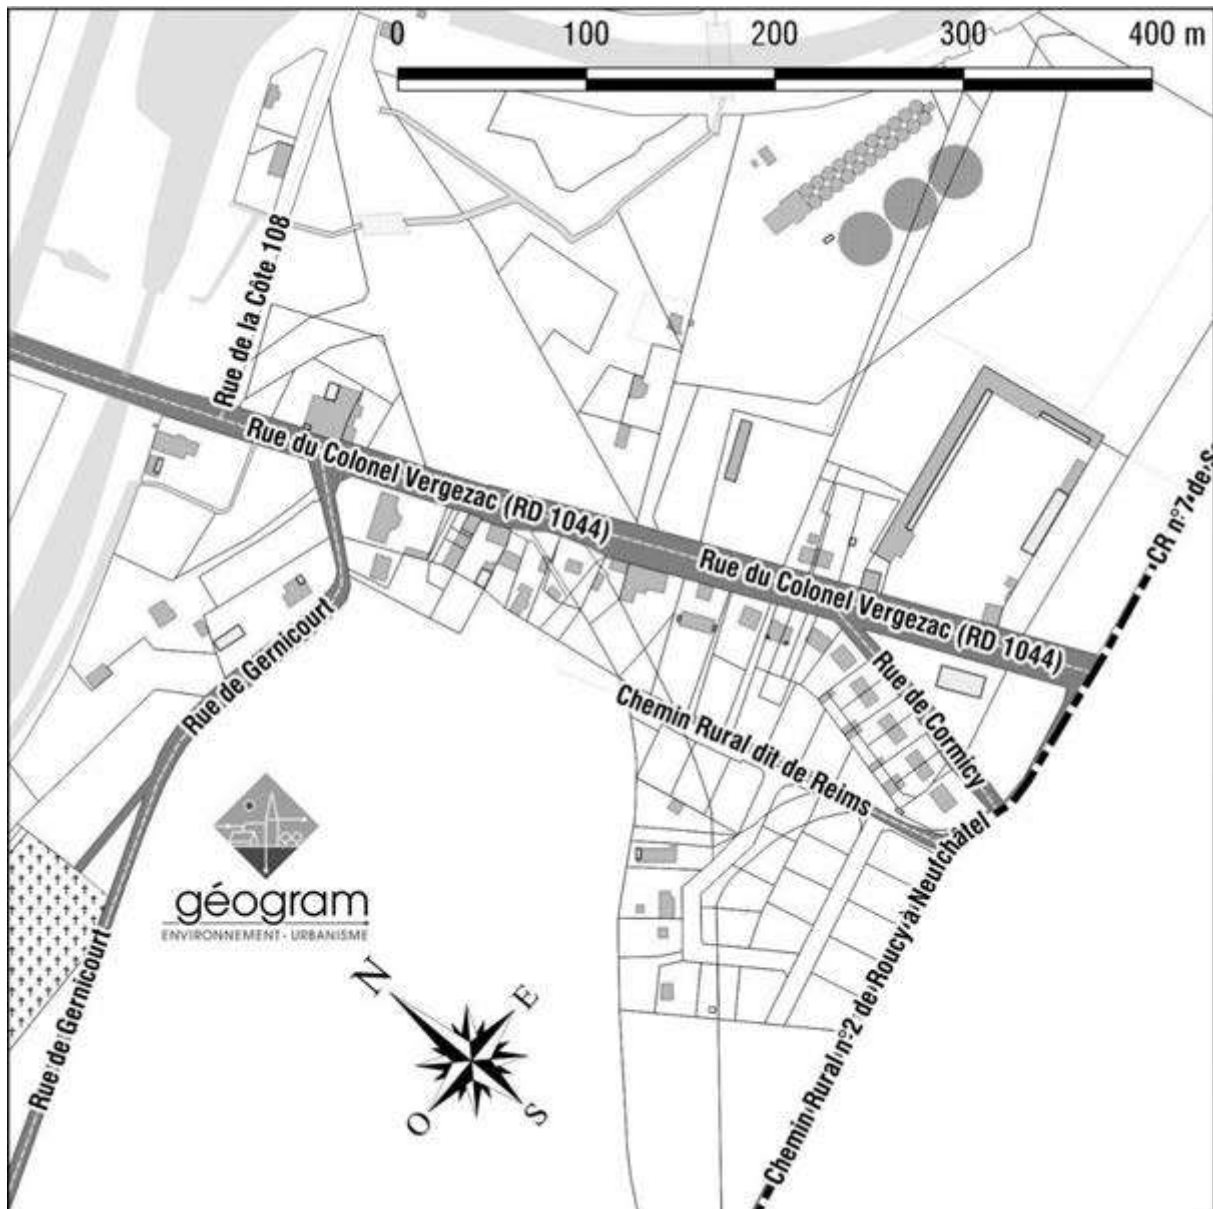 0 100 200 300 400 m
Rue de la Côte 108
Rue du Colonel Vergezac (RD 1044)
Rue du Colonel Vergezac (RD 1044)
CR n°7 de
Rue de Gernicourt
Rue de Cormicy
Chemin Rural dit de Reims
géogram
ENVIRONNEMENT - URBANISME
Chemin Rural n°2 de Roucy à Neufchâtel
Rue de Gernicourt
N
E
O
S